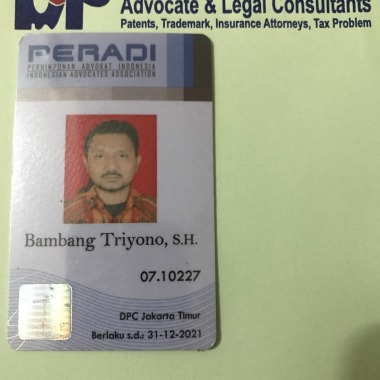 Advocate & Legal Consultants
Patents, Trademark, Insurance Attorneys, Tax Problem
PERADI
PERHIMPUNAN ADVOKAT INDONESIA
INDONESIAN ADVOCATES ASSOCIATION
Bambang Triyono, S.H.
07.10227
DPC Jakarta Timur
Berlaku s.d.: 31-12-2021